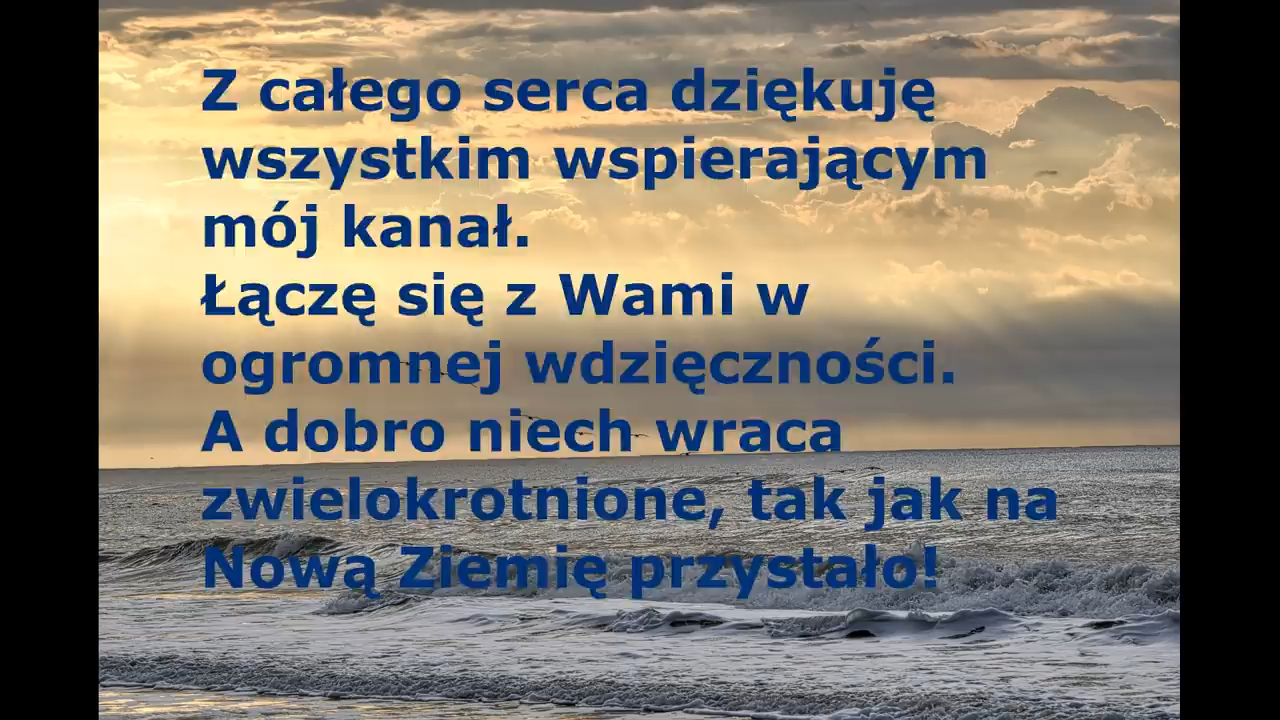 Z całego serca dziękuję
wszystkim wspierającym
mój kanał.
Łączę się z Wami w
ogromnej wdzięczności.
A dobro niech wraca
zwielokrotnione, tak jak na
Nową Ziemię przystało!